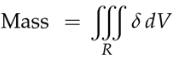 Mass = ∭_R δ dV